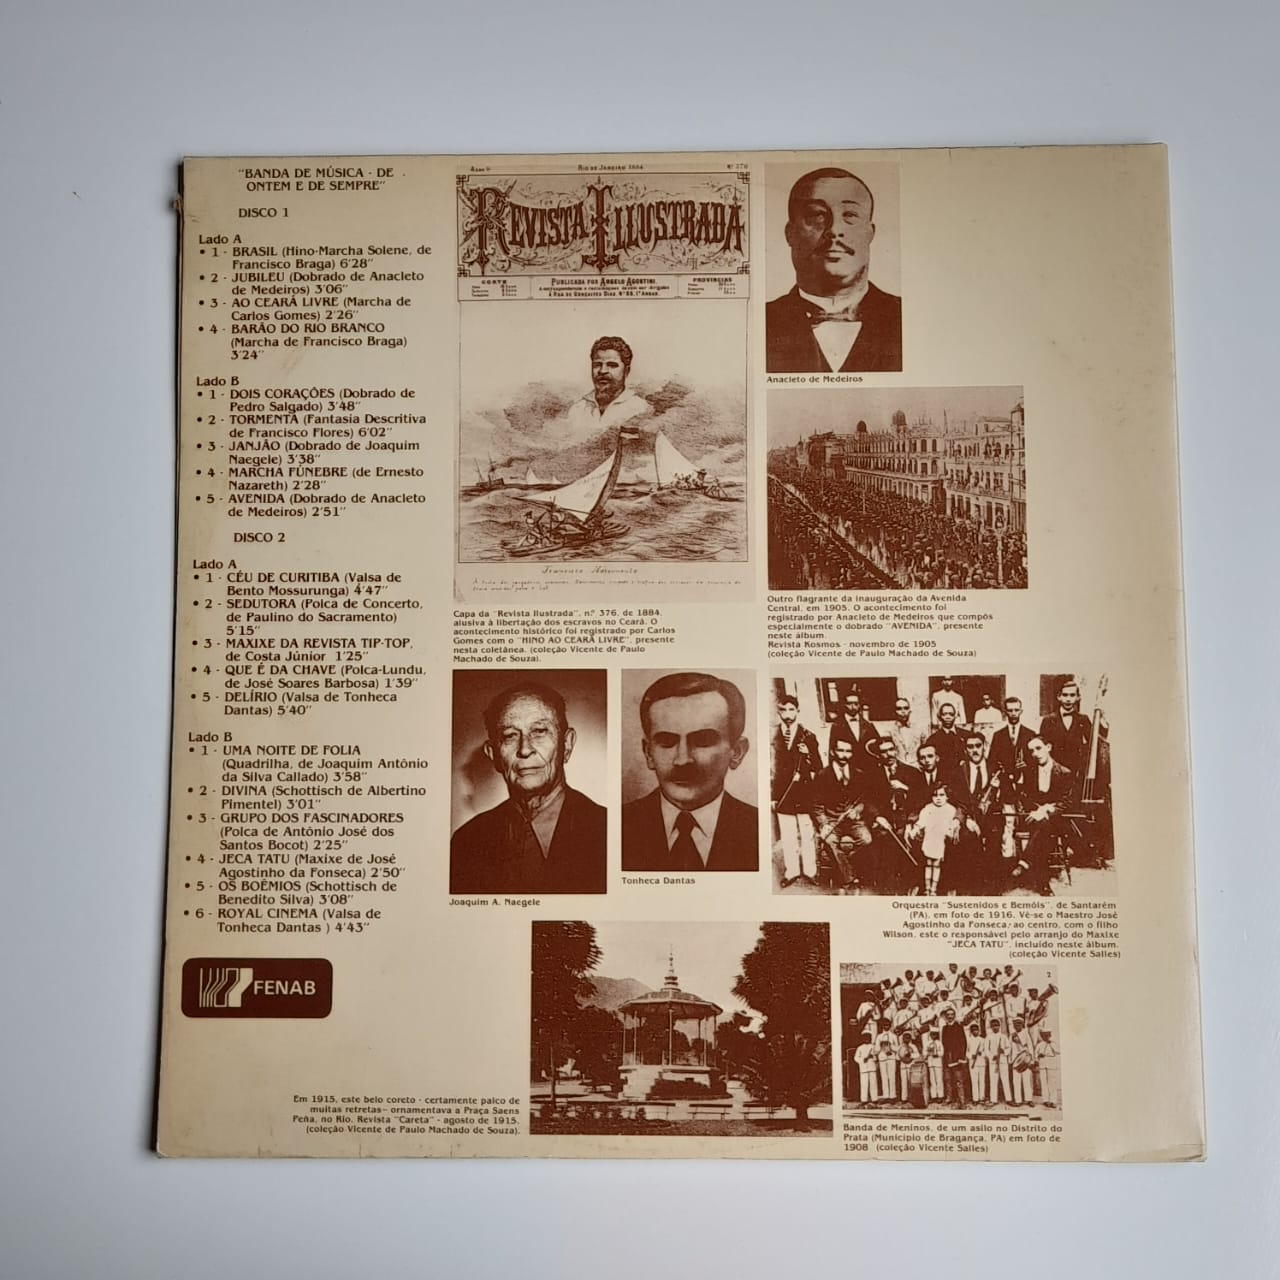 "BANDA DE MÚSICA - DE
ONTEM E DE SEMPRE"
DISCO 1
Lado A
• 1 - BRASIL (Hino-Marcha Solene, de
Francisco Braga) 6'28"
• 2 - JUBILEU (Dobrado de Anacleto
de Medeiros) 3'06"
• 3 - AO CEARÁ LIVRE (Marcha de
Carlos Gomes) 2'26"
• 4 - BARÃO DO RIO BRANCO
(Marcha de Francisco Braga)
3'24"
Lado B
• 1 - DOIS CORAÇÕES (Dobrado de
Pedro Salgado) 3'48"
• 2 - TORMENTA (Fantasia Descritiva
de Francisco Flores) 6'02"
• 3 - JANJÃO (Dobrado de Joaquim
Naegele) 3'38"
• 4 - MARCHA FÚNEBRE (de Ernesto
Nazareth) 2'28"
• 5 - AVENIDA (Dobrado de Anacleto
de Medeiros) 2'51"
DISCO 2
Lado A
• 1 - CÉU DE CURITIBA (Valsa de
Bento Mossurunga) 4'47"
• 2 - SEDUTORA (Polca de Concerto,
de Paulino do Sacramento)
5'15"
• 3 - MAXIXE DA REVISTA TIP-TOP,
de Costa Júnior 1'25"
• 4 - QUE É DA CHAVE (Polca-Lundu,
de José Soares Barbosa) 1'39"
• 5 - DELÍRIO (Valsa de Tonheca
Dantas) 5'40"
Lado B
• 1 - UMA NOITE DE FOLIA
(Quadrilha, de Joaquim Antônio
da Silva Callado) 3'58"
• 2 - DIVINA (Schottisch de Albertino
Pimentel) 3'01"
• 3 - GRUPO DOS FASCINADORES
(Polca de Antônio José dos
Santos Bocot) 2'25"
• 4 - JECA TATU (Maxixe de José
Agostinho da Fonseca) 2'50"
• 5 - OS BOÊMIOS (Schottisch de
Benedito Silva) 3'08"
• 6 - ROYAL CINEMA (Valsa de
Tonheca Dantas ) 4'43"
FENAB
RIO DE JANEIRO 1884
Nº 376
REVISTA ILLUSTRADA
CORTE
PUBLICADA POR ANGELO AGOSTINI.
PROVINCIAS
A RUA DE GONÇALVES DIAS, Nº 50, 1º ANDAR.
Francisco Nascimento
Capa da "Revista Ilustrada", n.º 376, de 1884,
alusiva à libertação dos escravos no Ceará. O
acontecimento histórico foi registrado por Carlos
Gomes com o "HINO AO CEARÁ LIVRE", presente
nesta coletânea. (coleção Vicente de Paulo
Machado de Souza).
Anacleto de Medeiros
Outro flagrante da inauguração da Avenida
Central, em 1905. O acontecimento foi
registrado por Anacleto de Medeiros que compôs
especialmente o dobrado "AVENIDA", presente
neste álbum.
Revista Kosmos - novembro de 1905
(coleção Vicente de Paulo Machado de Souza)
Joaquim A. Naegele
Tonheca Dantas
Orquestra "Sustenidos e Bemóis", de Santarém
(PA), em foto de 1916. Vê-se o Maestro José
Agostinho da Fonseca, ao centro, com o filho
Wilson, este o responsável pelo arranjo do Maxixe
"JECA TATU", incluído neste álbum.
(coleção Vicente Salles)
Em 1915, este belo coreto - certamente palco de
muitas retretas - ornamentava a Praça Saens
Peña, no Rio. Revista "Careta" - agosto de 1915.
(coleção Vicente de Paulo Machado de Souza).
2
Banda de Meninos, de um asilo no Distrito do
Prata (Município de Bragança, PA) em foto de
1908 (coleção Vicente Salles)